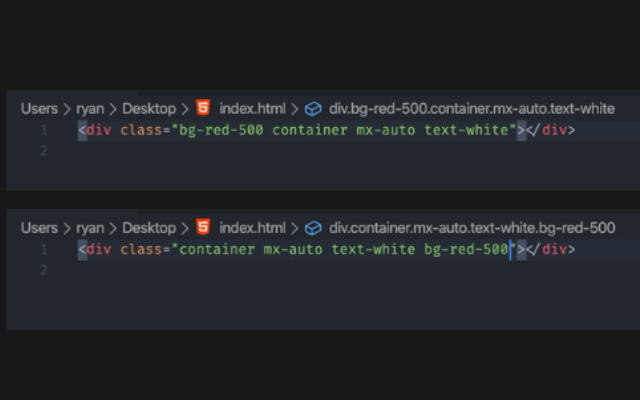 Users > ryan > Desktop > index.html > div.bg-red-500.container.mx-auto.text-white
1 <div class="bg-red-500 container mx-auto text-white"></div>
2
Users > ryan > Desktop > index.html > div.container.mx-auto.text-white.bg-red-500
1 <div class="container mx-auto text-white bg-red-500"></div>
2